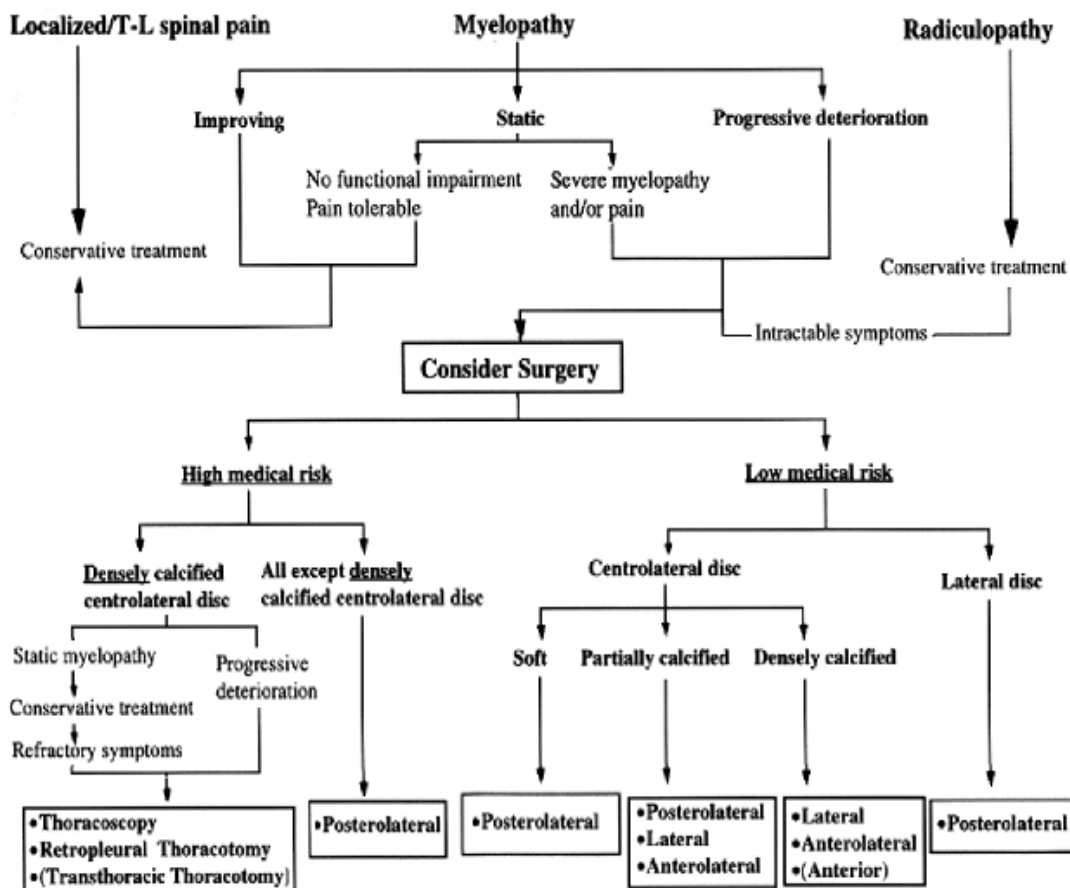 Localized/T-L spinal pain
Myelopathy
Radiculopathy
Improving
Static
Progressive deterioration
No functional impairment
Pain tolerable
Severe myelopathy
and/or pain
Conservative treatment
Conservative treatment
Intractable symptoms
Consider Surgery
High medical risk
Low medical risk
Densely calcified
centrolateral disc
All except densely
calcified centrolateral disc
Centrolateral disc
Lateral disc
Static myelopathy
Progressive
deterioration
Conservative treatment
Refractory symptoms
Soft
Partially calcified
Densely calcified
•Thoracoscopy
•Retropleural Thoracotomy
•(Transthoracic Thoracotomy)
•Posterolateral
•Posterolateral
•Posterolateral
•Lateral
•Anterolateral
•Lateral
•Anterolateral
•(Anterior)
•Posterolateral